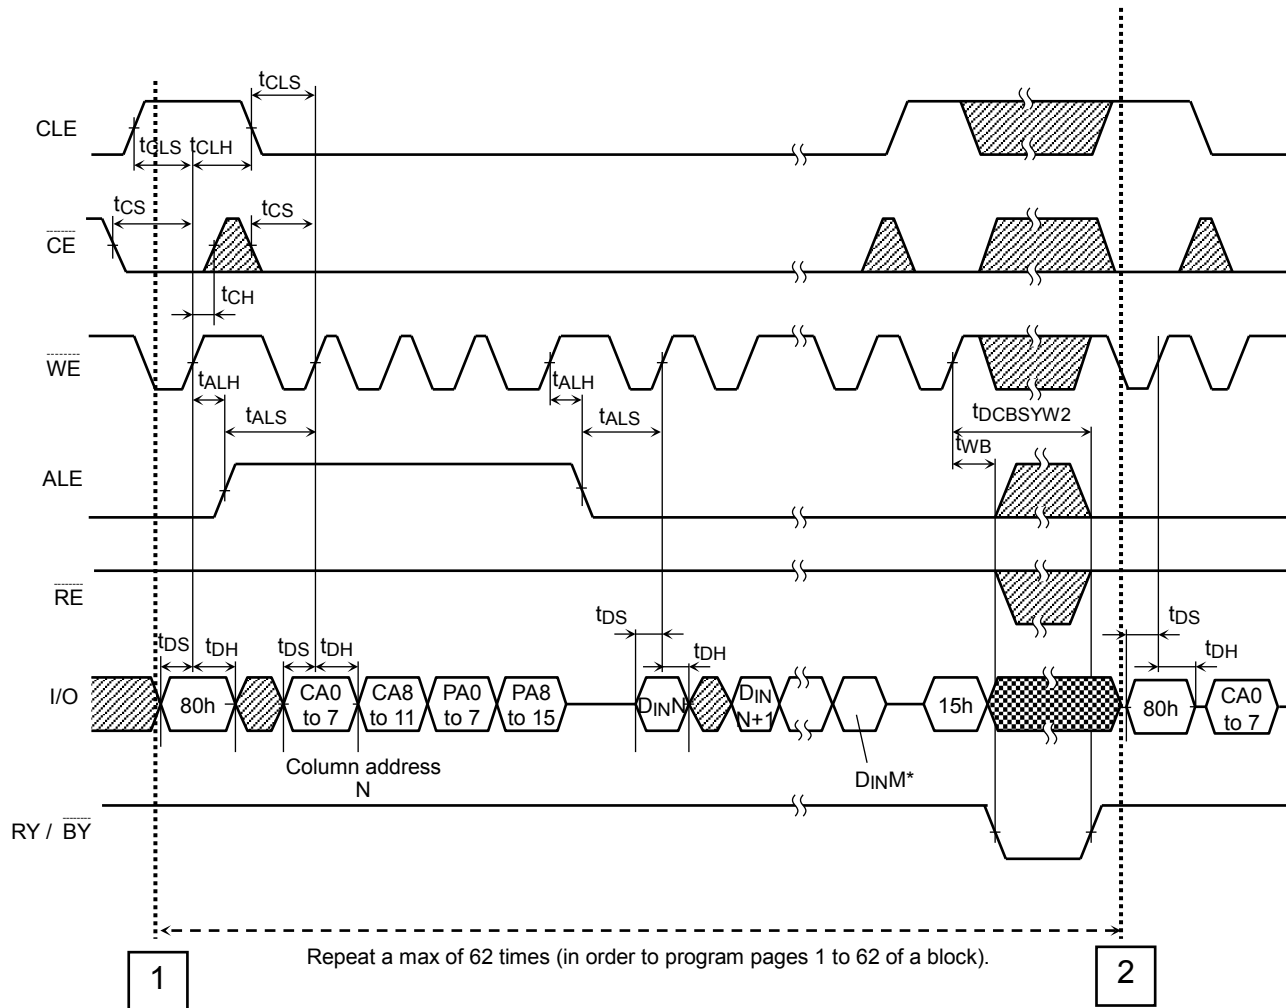 tCLS
CLE
tCLS
tCLH
tCS
tCS
CE
tCH
WE
tALH
tALH
tALS
tALS
tDCBSYW2
tWB
ALE
RE
tDS
tDH
tDS
tDH
tDS
tDH
tDS
tDH
I/O
80h
CA0
to 7
CA8
to 11
PA0
to 7
PA8
to 15
DINN
DIN
N+1
15h
80h
CA0
to 7
Column address
N
DINM*
RY / BY
Repeat a max of 62 times (in order to program pages 1 to 62 of a block).
1
2